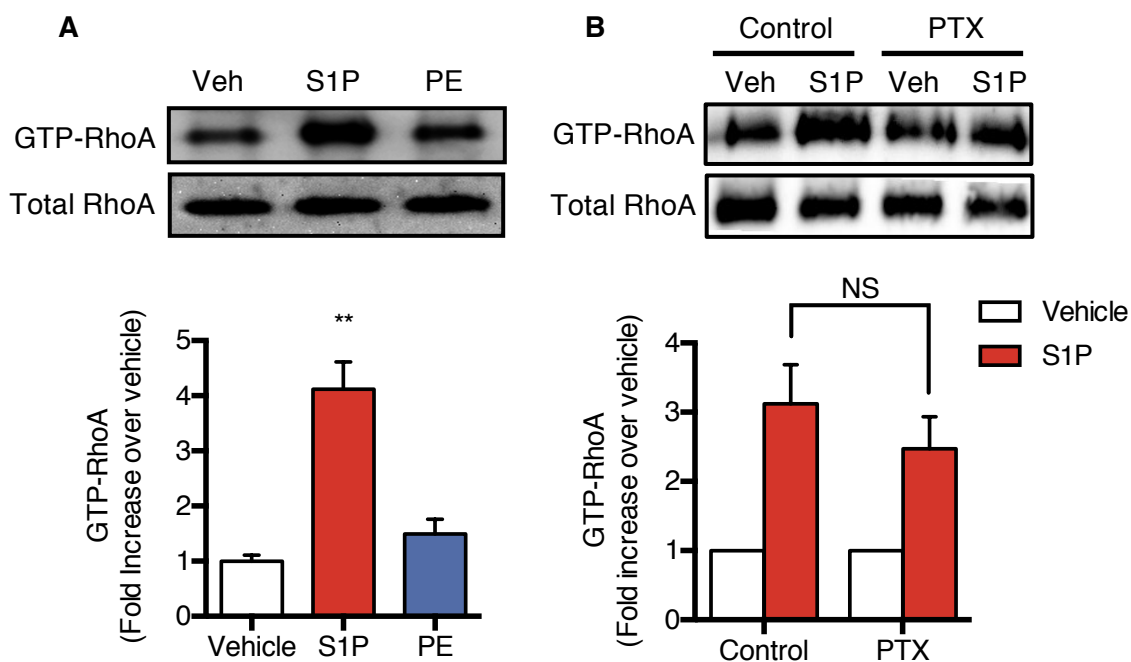 A
Veh S1P PE
GTP-RhoA
Total RhoA
GTP-RhoA
(Fold Increase over vehicle)
5
4
3
2
1
0
**
Vehicle S1P PE
B
Control PTX
Veh S1P Veh S1P
GTP-RhoA
Total RhoA
GTP-RhoA
(Fold increase over vehicle)
4
3
2
1
0
NS
Vehicle
S1P
Control PTX